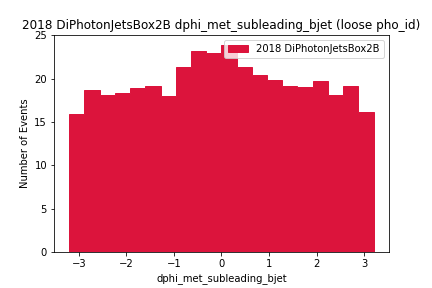 2018 DiPhotonJetsBox2B dphi_met_subleading_bjet (loose pho_id)
2018 DiPhotonJetsBox2B
Number of Events
25
20
15
10
5
0
−3 −2 −1 0 1 2 3
dphi_met_subleading_bjet